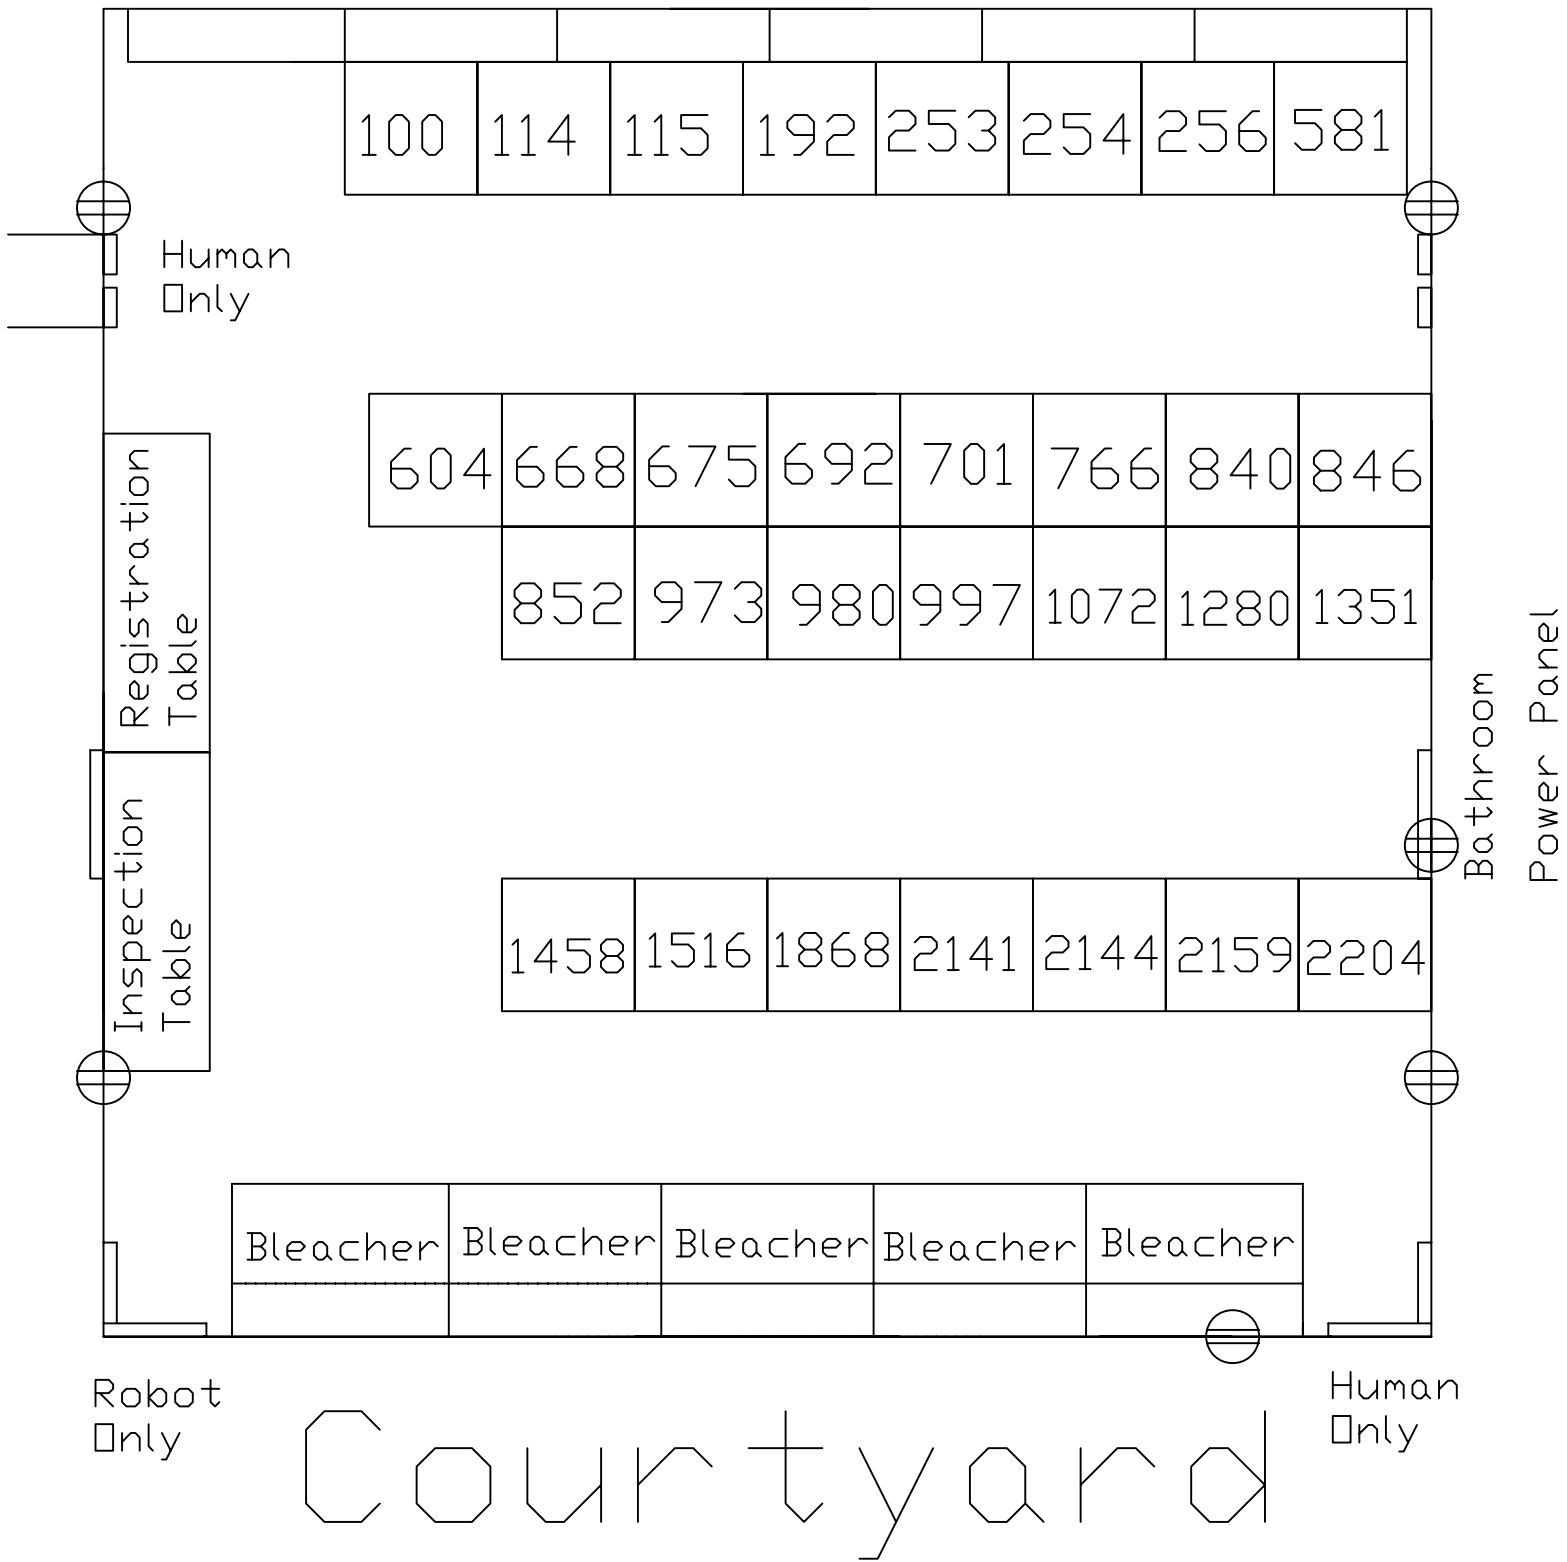 100 114 115 192 253 254 256 581
Human
Only
604 668 675 692 701 766 840 846
Registration
Table
852 973 980 997 1072 1280 1351
Bathroom
Power Panel
Inspection
Table
1458 1516 1868 2141 2144 2159 2204
Bleacher Bleacher Bleacher Bleacher Bleacher
Robot
Only
Human
Only
Courtyard